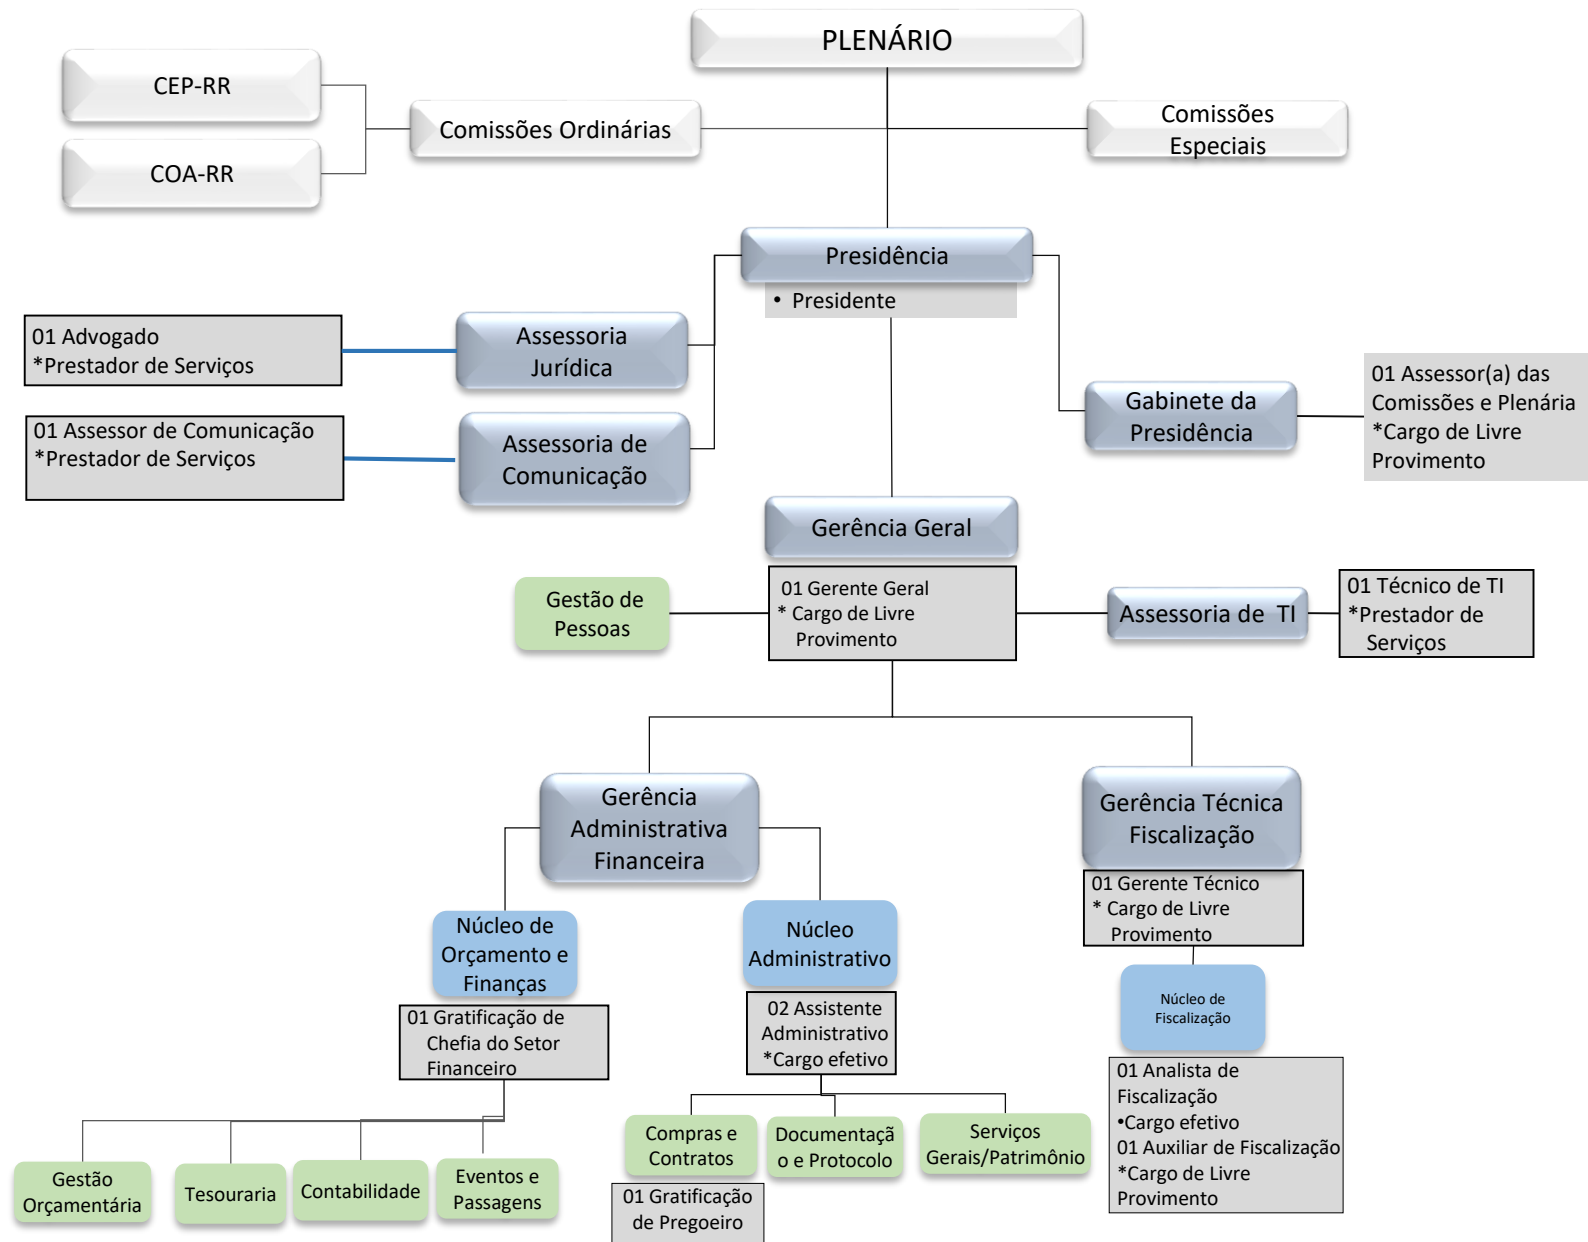 PLENÁRIO
CEP-RR
Comissões Ordinárias
Comissões
Especiais
COA-RR
Presidência
• Presidente
01 Advogado
*Prestador de Serviços
Assessoria
Jurídica
01 Assessor de Comunicação
*Prestador de Serviços
Assessoria de
Comunicação
Gabinete da
Presidência
01 Assessor(a) das
Comissões e Plenária
*Cargo de Livre
Provimento
Gerência Geral
01 Gerente Geral
* Cargo de Livre
Provimento
Gestão de
Pessoas
Assessoria de TI
01 Técnico de TI
*Prestador de
Serviços
Gerência
Administrativa
Financeira
Gerência Técnica
Fiscalização
01 Gerente Técnico
* Cargo de Livre
Provimento
Núcleo de
Orçamento e
Finanças
01 Gratificação de
Chefia do Setor
Financeiro
Núcleo
Administrativo
02 Assistente
Administrativo
*Cargo efetivo
Núcleo de
Fiscalização
01 Analista de
Fiscalização
•Cargo efetivo
01 Auxiliar de Fiscalização
*Cargo de Livre
Provimento
Gestão
Orçamentária
Tesouraria
Contabilidade
Eventos e
Passagens
Compras e
Contratos
01 Gratificação
de Pregoeiro
Documentaçã
o e Protocolo
Serviços
Gerais/Patrimônio